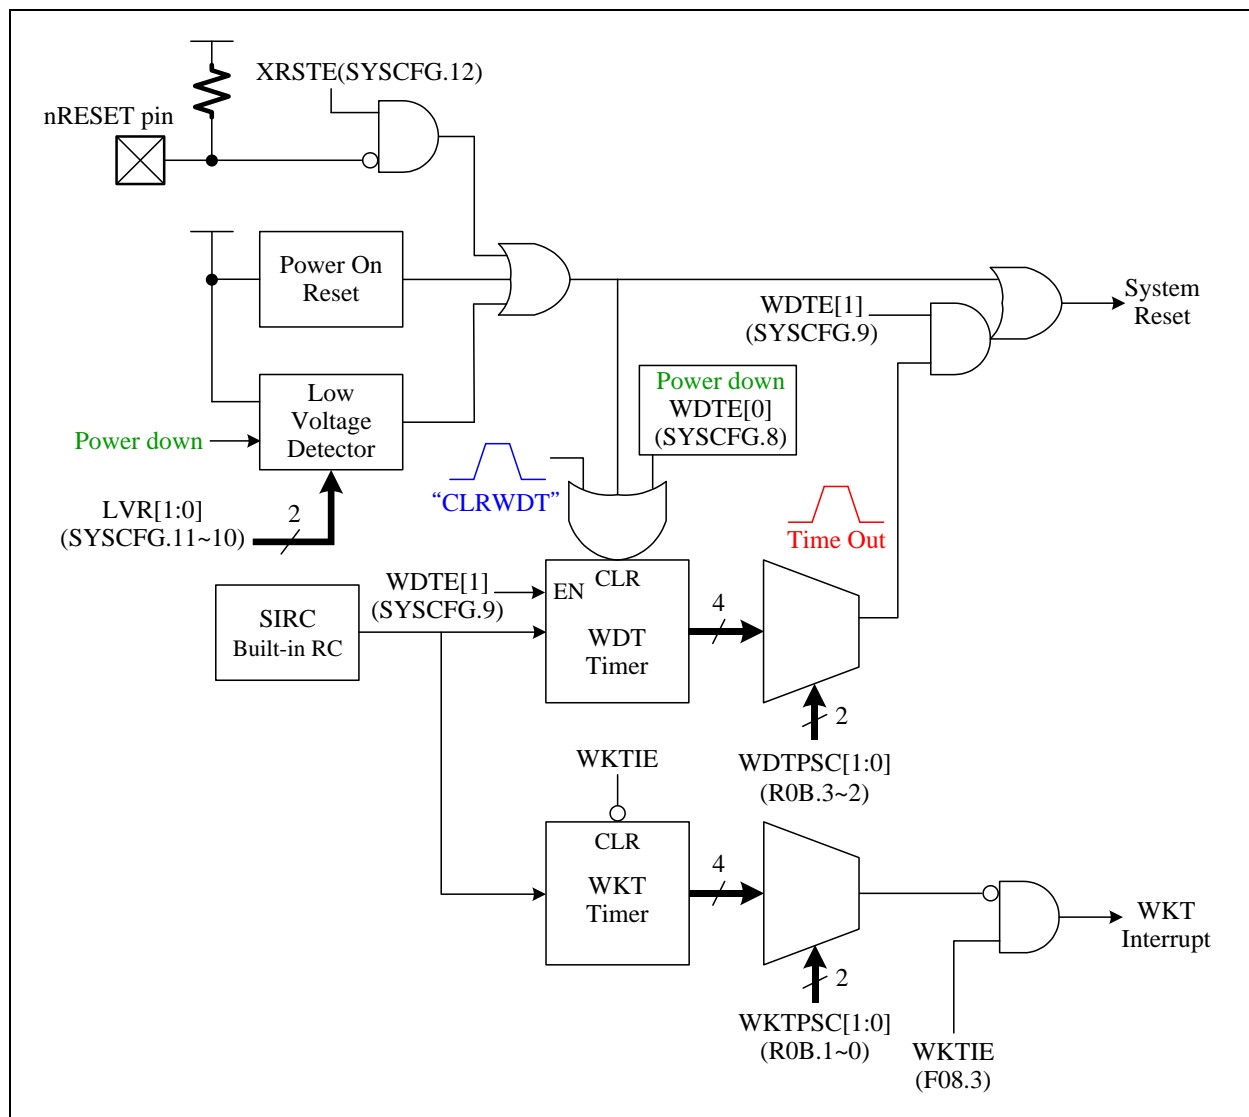 XRSTE(SYSCFG.12)
nRESET pin
Power On
Reset
WDTE[1]
(SYSCFG.9)
System
Reset
Low
Voltage
Detector
Power down
Power down
WDTE[0]
(SYSCFG.8)
LVR[1:0]
(SYSCFG.11~10)
2
“CLRWDT”
Time Out
SIRC
Built-in RC
WDTE[1]
(SYSCFG.9)
EN
CLR
WDT
Timer
4
2
WDTPSC[1:0]
(R0B.3~2)
WKTIE
CLR
WKT
Timer
4
2
WKTPSC[1:0]
(R0B.1~0)
WKT
Interrupt
WKTIE
(F08.3)